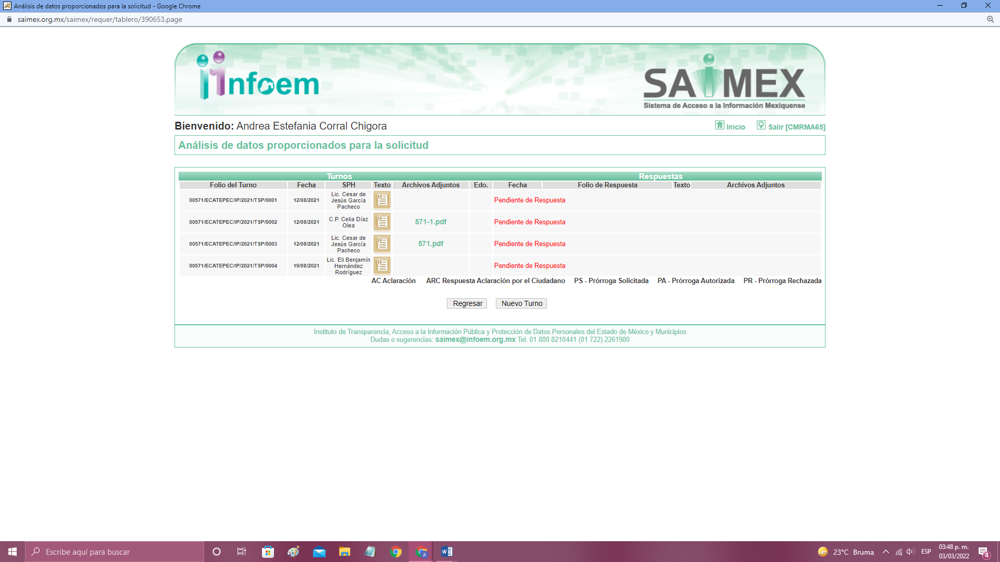 Análisis de datos proporcionados para la solicitud - Google Chrome
saimex.org.mx/saimex/requer/tablero/390653.page
infoem
SAIMEX
Sistema de Acceso a la Información Mexiquense
Bienvenido: Andrea Estefania Corral Chigora
Inicio Salir [CMRMA65]
Análisis de datos proporcionados para la solicitud
Turnos Respuestas
Folio del Turno Fecha SPH Texto Archivos Adjuntos Edo. Fecha Folio de Respuesta Texto Archivos Adjuntos
00571/ECATEPEC/IP/2021/TSP/0001 12/08/2021 Lic. Cesar de Jesús García Pacheco Pendiente de Respuesta
00571/ECATEPEC/IP/2021/TSP/0002 12/08/2021 C.P. Celia Díaz Olea 571-1.pdf Pendiente de Respuesta
00571/ECATEPEC/IP/2021/TSP/0003 12/08/2021 Lic. Cesar de Jesús García Pacheco 571.pdf Pendiente de Respuesta
00571/ECATEPEC/IP/2021/TSP/0004 19/08/2021 Lic. Eli Benjamín Hernández Rodríguez Pendiente de Respuesta
AC Aclaración ARC Respuesta Aclaración por el Ciudadano PS - Prórroga Solicitada PA - Prórroga Autorizada PR - Prórroga Rechazada
Regresar Nuevo Turno
Instituto de Transparencia, Acceso a la Información Pública y Protección de Datos Personales del Estado de México y Municipios
Dudas o sugerencias: saimex@infoem.org.mx Tel. 01 800 8210441 (01 722) 2261980
Escribe aquí para buscar
A
W
23°C Bruma
ESP
03:48 p. m.
03/03/2022
4